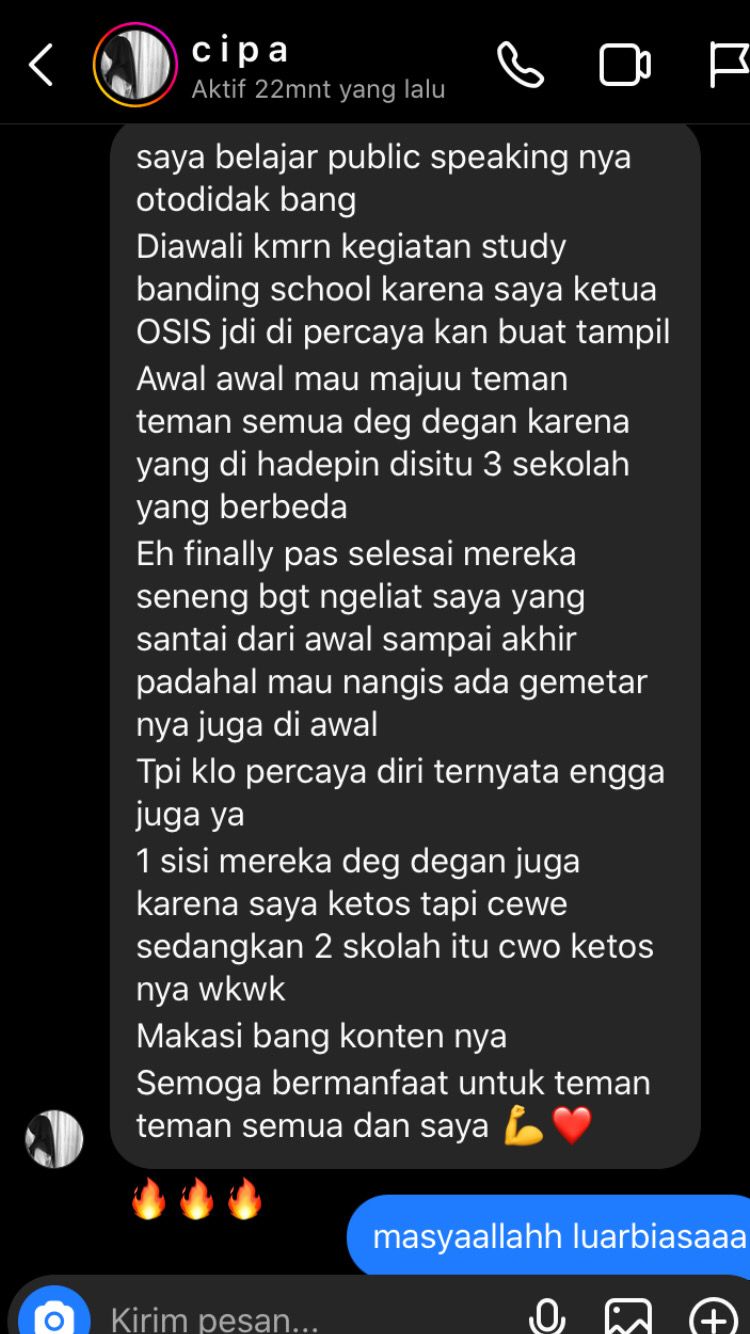 c i p a
Aktif 22mnt yang lalu
saya belajar public speaking nya
otodidak bang
Diawali kmrn kegiatan study
banding school karena saya ketua
OSIS jdi di percaya kan buat tampil
Awal awal mau majuu teman
teman semua deg degan karena
yang di hadepin disitu 3 sekolah
yang berbeda
Eh finally pas selesai mereka
seneng bgt ngeliat saya yang
santai dari awal sampai akhir
padahal mau nangis ada gemetar
nya juga di awal
Tpi klo percaya diri ternyata engga
juga ya
1 sisi mereka deg degan juga
karena saya ketos tapi cewe
sedangkan 2 skolah itu cwo ketos
nya wkwk
Makasi bang konten nya
Semoga bermanfaat untuk teman
teman semua dan saya 💪❤️
🔥🔥🔥
masyaallahh luarbiasaaa
Kirim pesan...